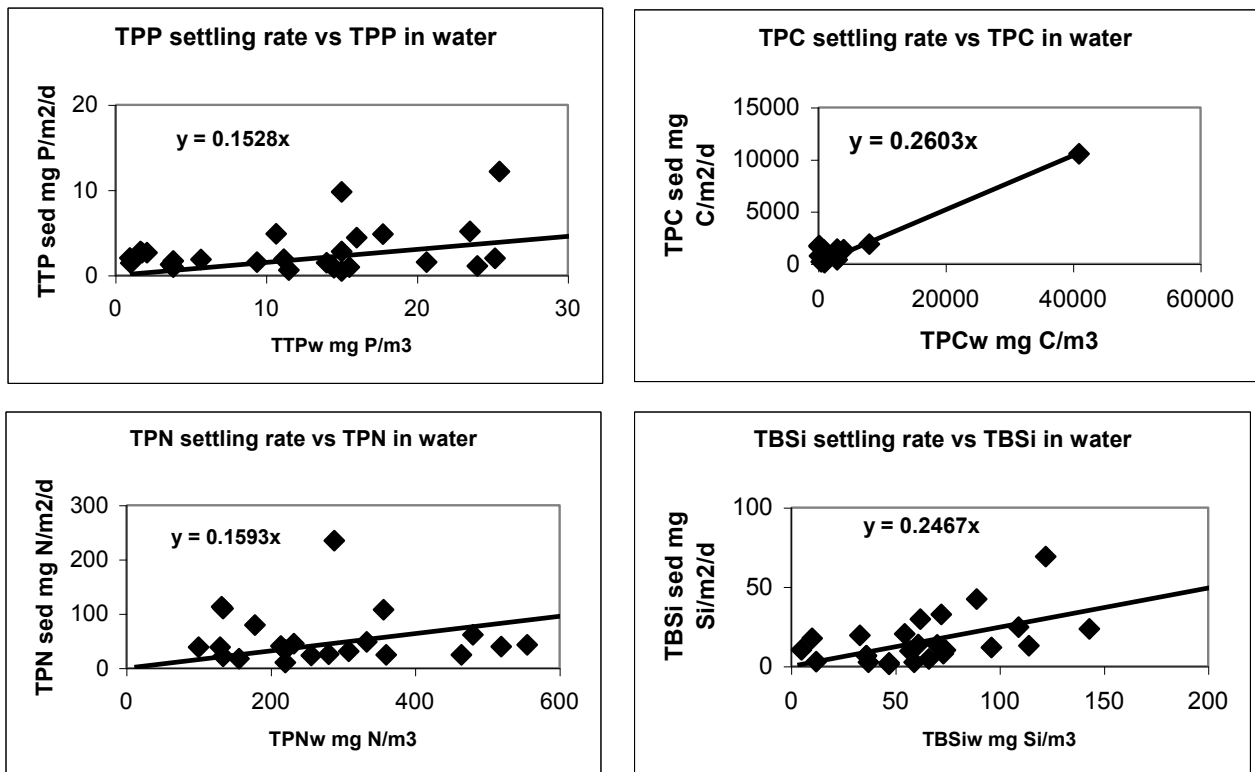 TPP settling rate vs TPP in water
TTP sed mg P/m2/d
20
10
0
y = 0.1528x
0 10 20 30
TTPw mg P/m3
TPC settling rate vs TPC in water
TPC sed mg
C/m2/d
15000
10000
5000
0
y = 0.2603x
0 20000 40000 60000
TPCw mg C/m3
TPN settling rate vs TPN in water
TPN sed mg N/m2/d
300
200
100
0
y = 0.1593x
0 200 400 600
TPNw mg N/m3
TBSi settling rate vs TBSi in water
TBSi sed mg
Si/m2/d
100
50
0
y = 0.2467x
0 50 100 150 200
TBSiw mg Si/m3